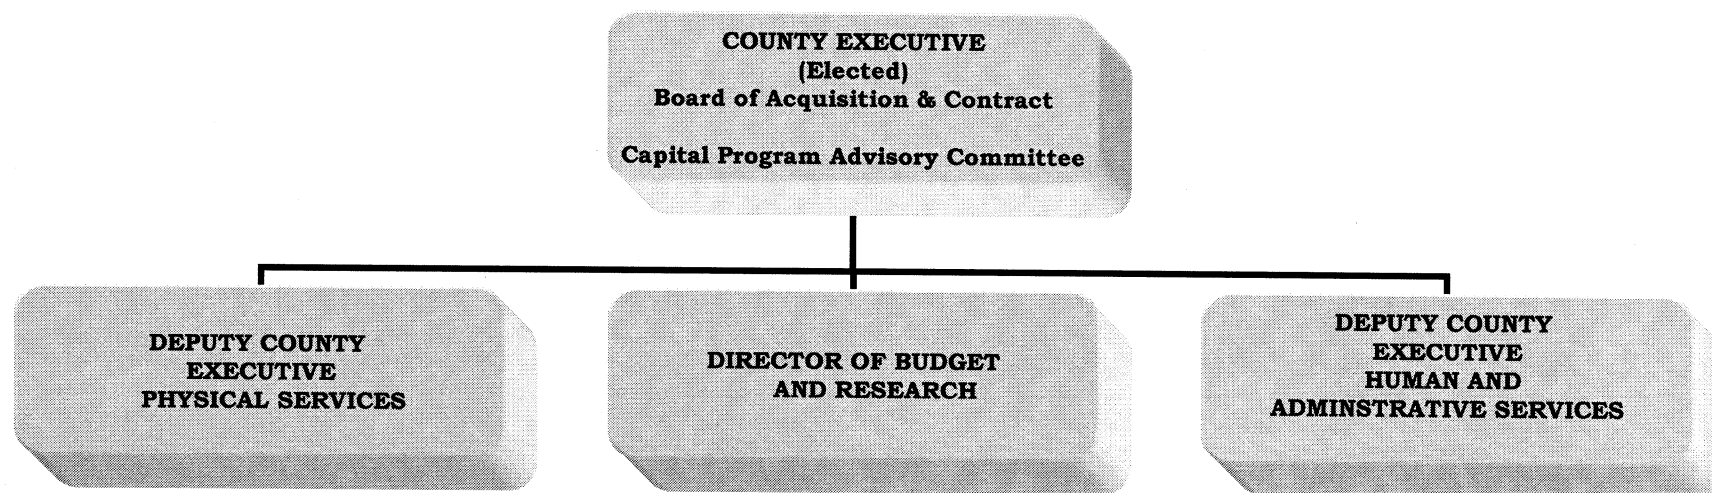 COUNTY EXECUTIVE
(Elected)
Board of Acquisition & Contract
Capital Program Advisory Committee
DEPUTY COUNTY
EXECUTIVE
PHYSICAL SERVICES
DIRECTOR OF BUDGET
AND RESEARCH
DEPUTY COUNTY
EXECUTIVE
HUMAN AND
ADMINSTRATIVE SERVICES